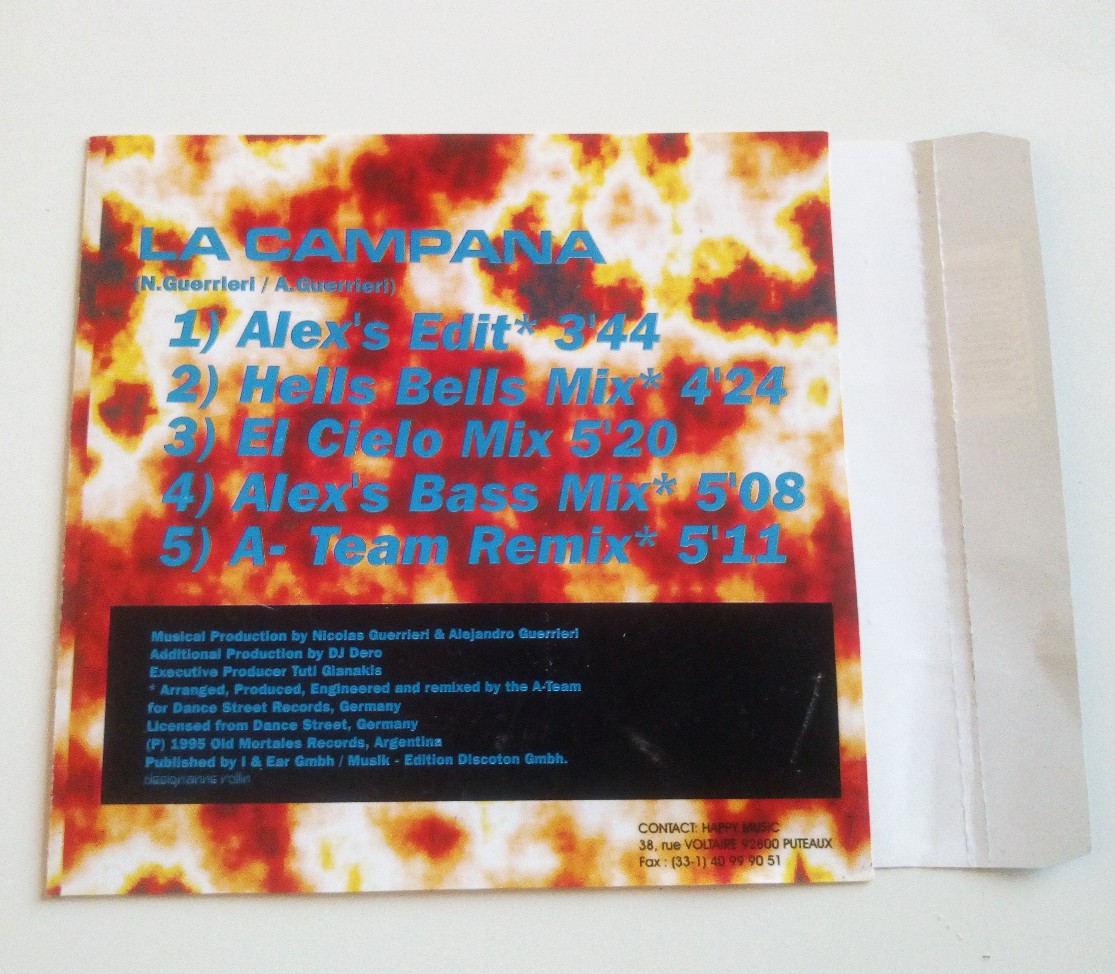 LA CAMPANA
(N.Guerrieri / A.Guerrieri)
1) Alex's Edit* 3'44
2) Hells Bells Mix* 4'24
3) El Cielo Mix 5'20
4) Alex's Bass Mix* 5'08
5) A- Team Remix* 5'11
Musical Production by Nicolas Guerrieri & Alejandro Guerrieri
Additional Production by DJ Dero
Executive Producer Tuti Gianakis
* Arranged, Produced, Engineered and remixed by the A-Team
for Dance Street Records, Germany
Licensed from Dance Street, Germany
(P) 1995 Old Mortales Records, Argentina
Published by I & Ear Gmbh / Musik - Edition Discoton Gmbh.
design anne rollin
CONTACT: HAPPY MUSIC
38, rue VOLTAIRE 92800 PUTEAUX
Fax : (33-1) 40 99 90 51